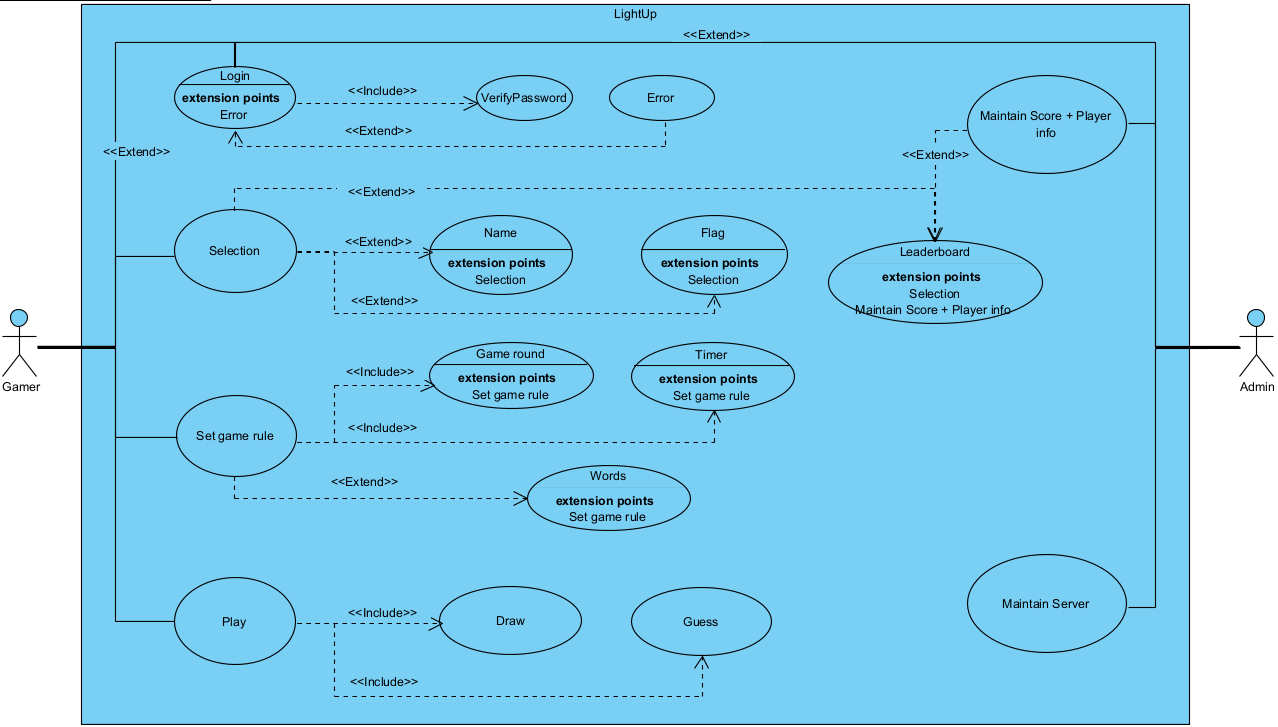 LightUp
<<Extend>>
Login
extension points
Error
<<Include>>
VerifyPassword
Error
<<Extend>>
Maintain Score + Player
info
<<Extend>>
<<Extend>>
<<Extend>>
Selection
<<Extend>>
Name
extension points
Selection
Flag
extension points
Selection
<<Extend>>
Leaderboard
extension points
Selection
Maintain Score + Player info
Gamer
Admin
<<Include>>
Game round
extension points
Set game rule
Timer
extension points
Set game rule
Set game rule
<<Include>>
<<Extend>>
Words
extension points
Set game rule
Play
<<Include>>
Draw
Guess
<<Include>>
Maintain Server